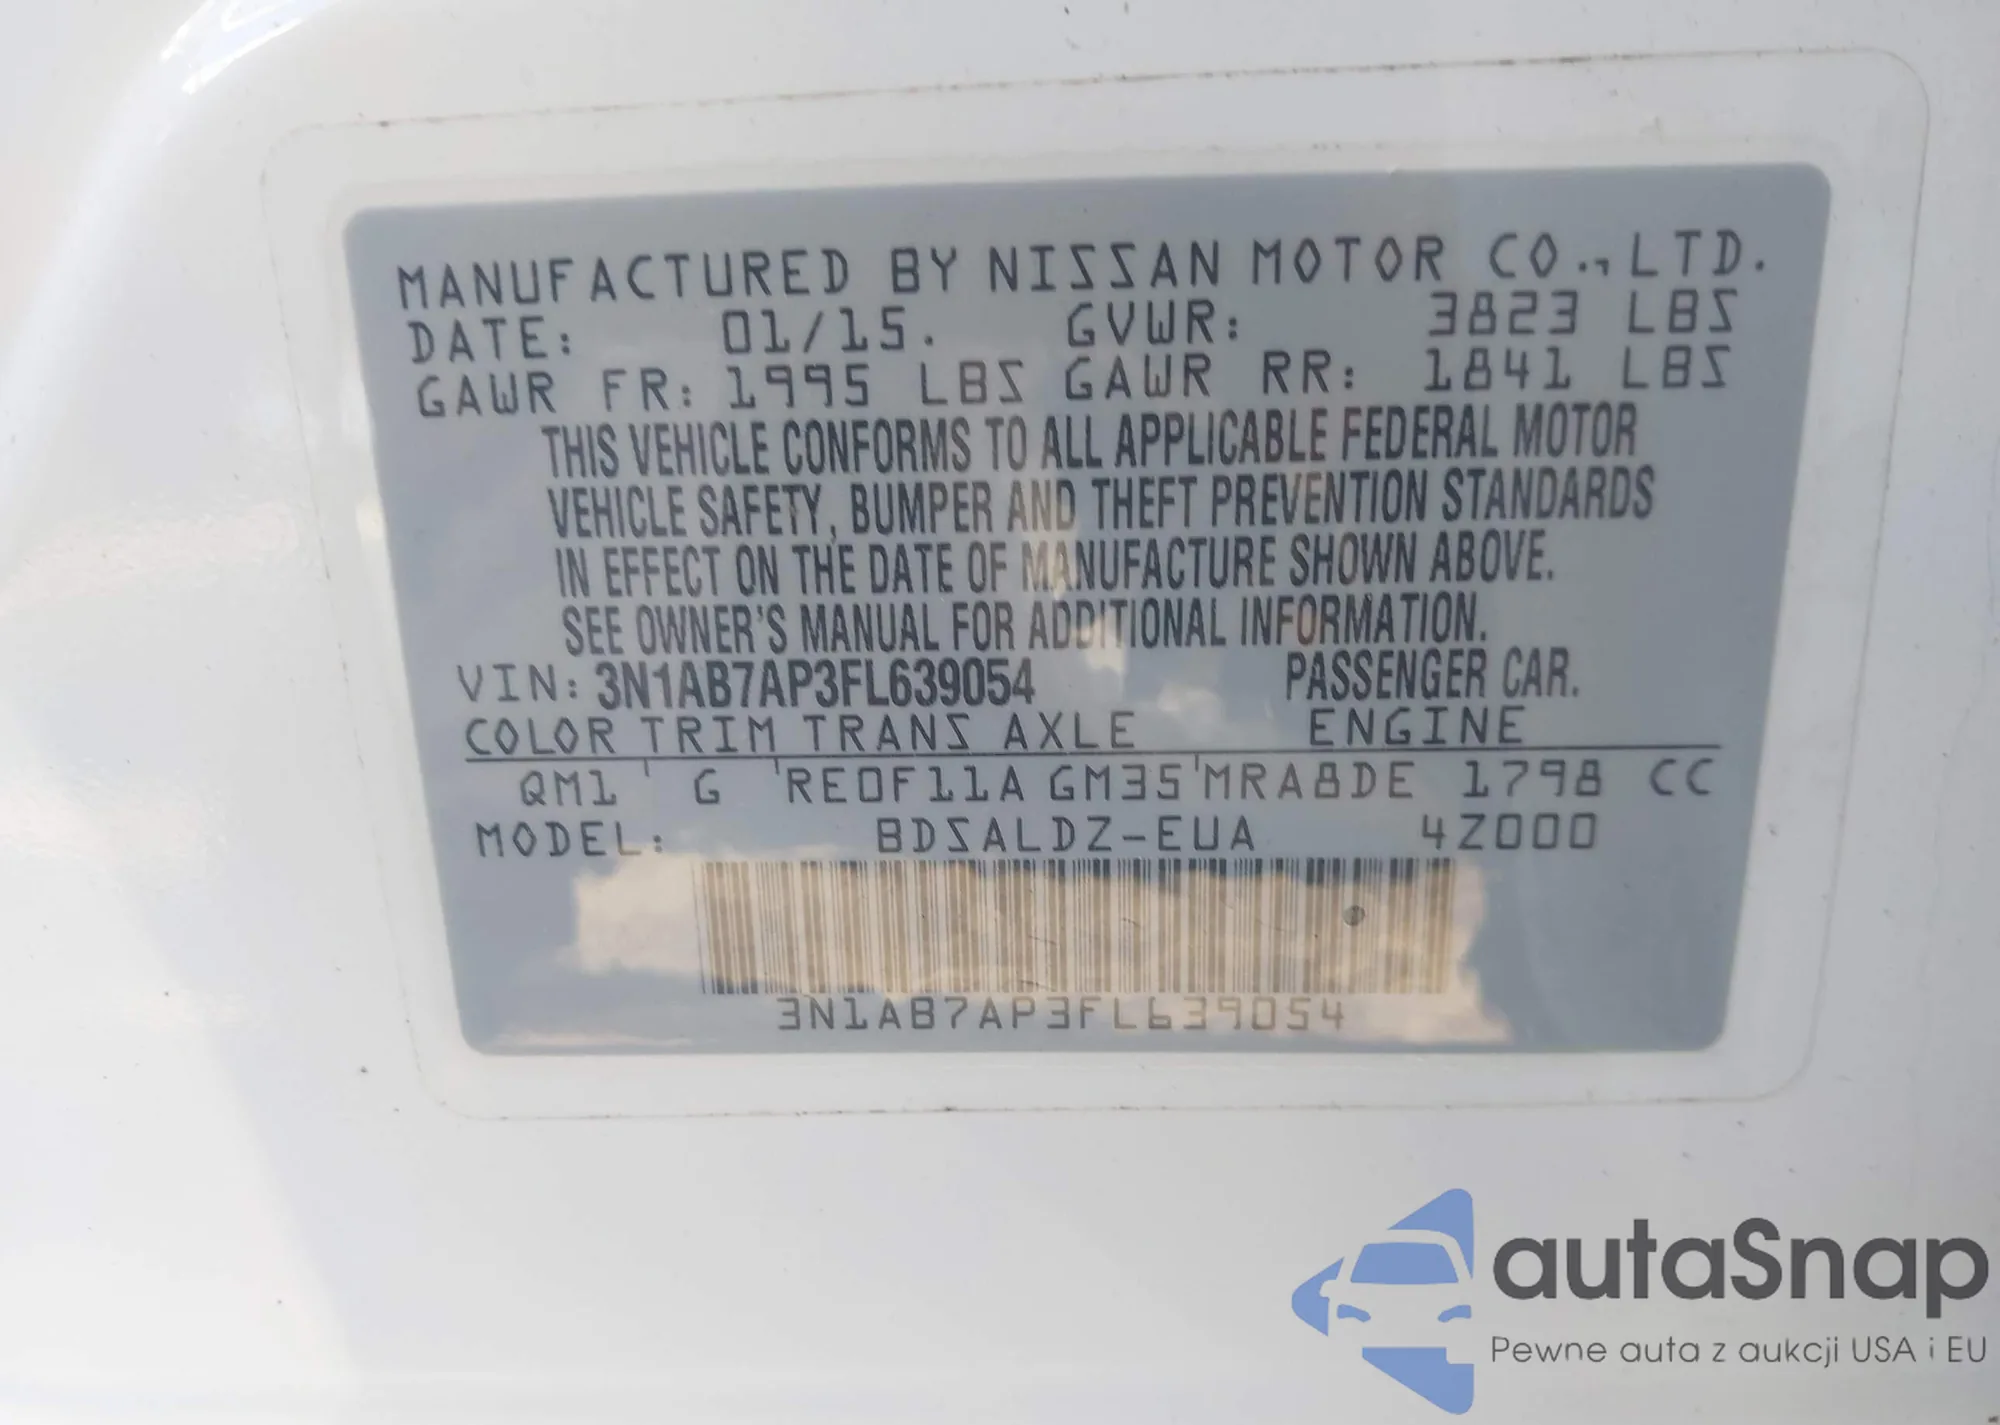 MANUFACTURED BY NISSAN MOTOR CO., LTD.
DATE: 01/15. GVWR: 3823 LBS
GAWR FR: 1995 LBS GAWR RR: 1841 LBS
THIS VEHICLE CONFORMS TO ALL APPLICABLE FEDERAL MOTOR
VEHICLE SAFETY, BUMPER AND THEFT PREVENTION STANDARDS
IN EFFECT ON THE DATE OF MANUFACTURE SHOWN ABOVE.
SEE OWNER'S MANUAL FOR ADDITIONAL INFORMATION.
VIN: 3N1AB7AP3FL639054 PASSENGER CAR.
COLOR TRIM TRANS AXLE ENGINE
QM1 G RE0F11A GM35 MRA8DE 1798 CC
MODEL: BDSALDZ-EUA 4Z000
3N1AB7AP3FL639054
autaSnap
Pewne auta z aukcji USA i EU